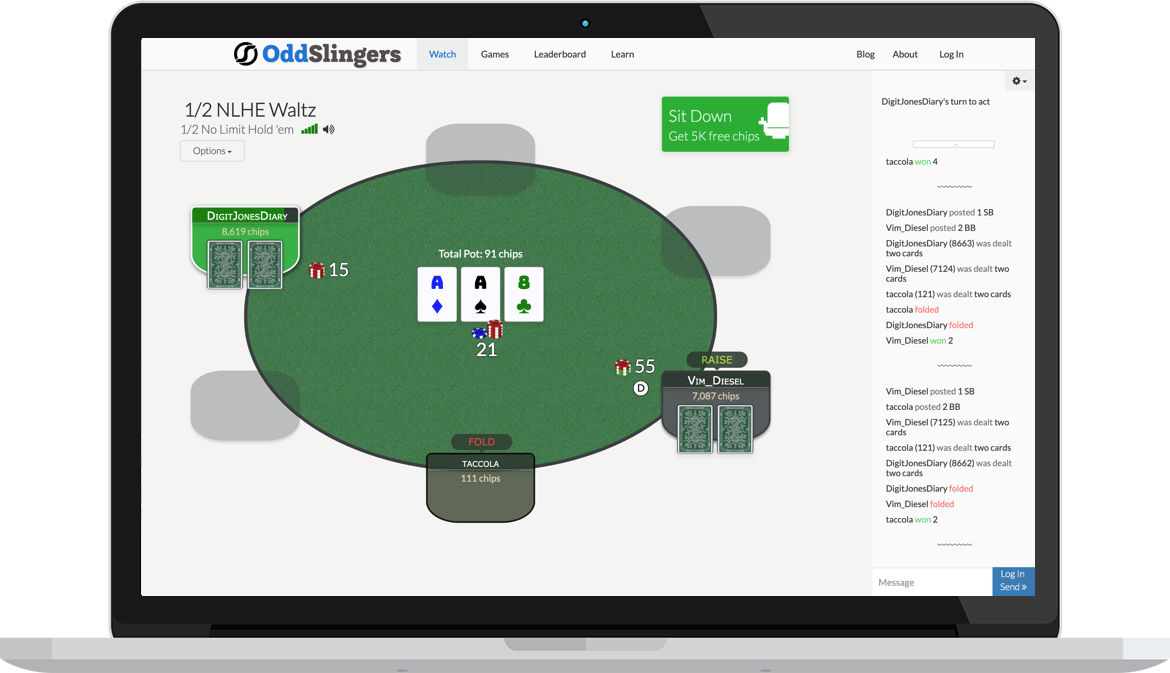 OddSlingers
Watch
Games
Leaderboard
Learn
Blog
About
Log In
1/2 NLHE Waltz
1/2 No Limit Hold 'em
Options
Sit Down
Get 5K free chips
DigitJonesDiary
8,619 chips
15
Total Pot: 91 chips
A
A
8
21
55
D
RAISE
Vim_Diesel
7,087 chips
FOLD
TACCOLA
111 chips
DigitJonesDiary's turn to act
taccola won 4
DigitJonesDiary posted 1 SB
Vim_Diesel posted 2 BB
DigitJonesDiary (8663) was dealt
two cards
Vim_Diesel (7124) was dealt two
cards
taccola (121) was dealt two cards
taccola folded
DigitJonesDiary folded
Vim_Diesel won 2
Vim_Diesel posted 1 SB
taccola posted 2 BB
Vim_Diesel (7125) was dealt two
cards
taccola (121) was dealt two cards
DigitJonesDiary (8662) was dealt
two cards
DigitJonesDiary folded
Vim_Diesel folded
taccola won 2
Message
Log In
Send »